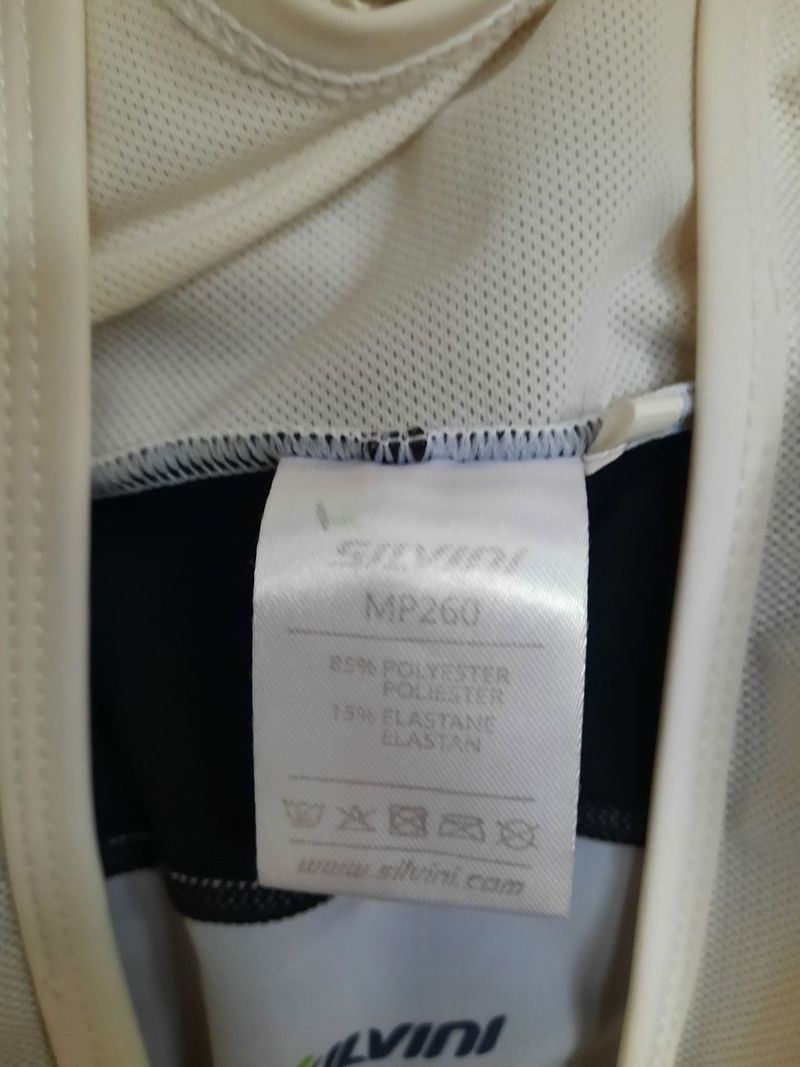 SILVINI
MP260
85% POLYESTER
POLIESTER
15% ELASTANE
ELASTAN
www.silvini.com
SILVINI